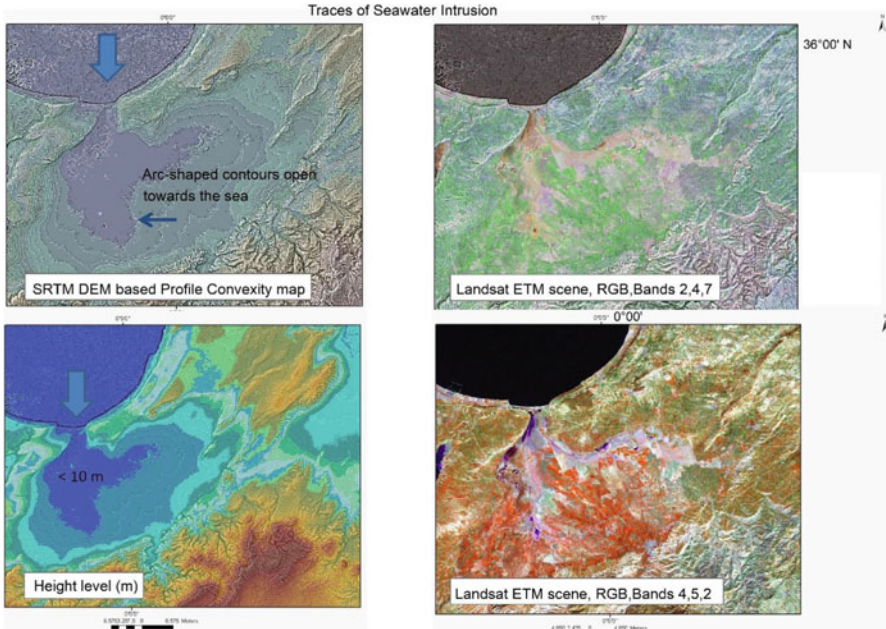 Traces of Seawater Intrusion
36°00' N
Arc-shaped contours open
towards the sea
SRTM DEM based Profile Convexity map
Landsat ETM scene, RGB,Bands 2,4,7
0°00'
< 10 m
Height level (m)
Landsat ETM scene, RGB,Bands 4,5,2